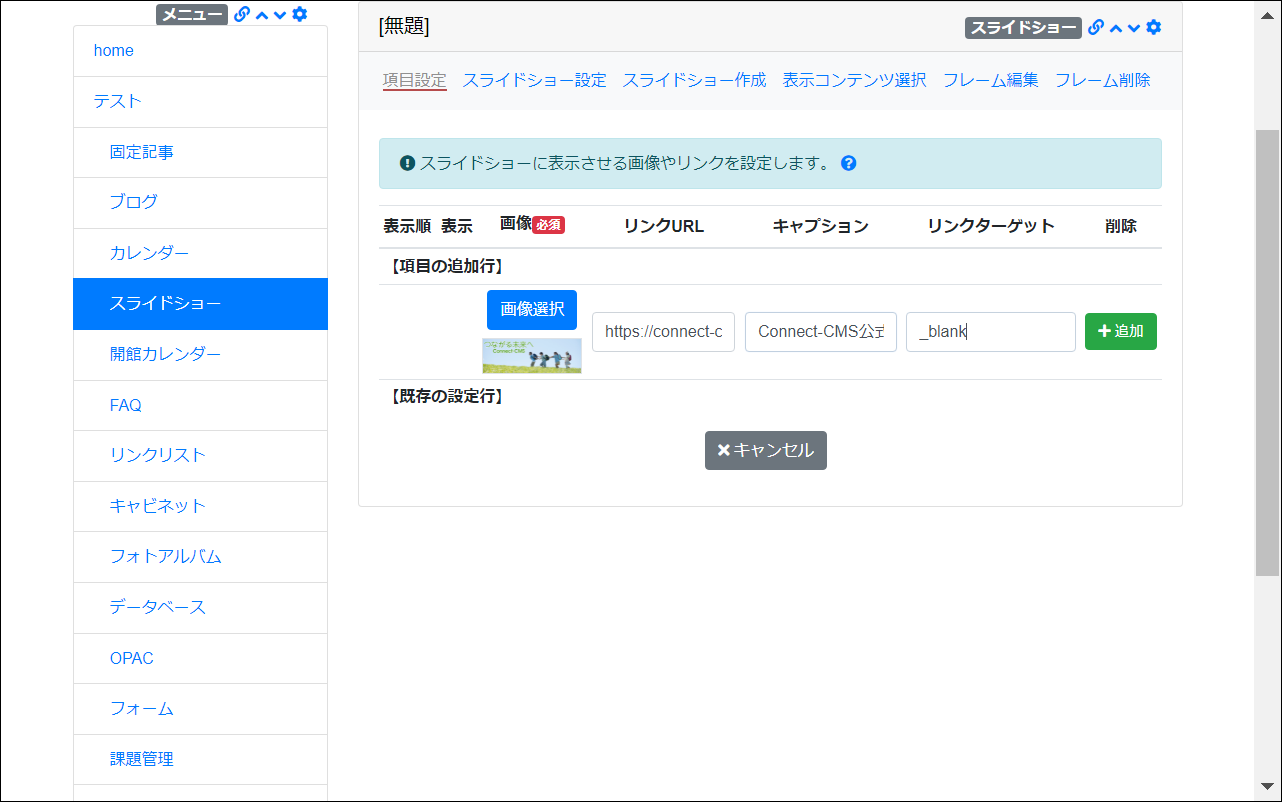 メニュー
home
テスト
固定記事
ブログ
カレンダー
スライドショー
開館カレンダー
FAQ
リンクリスト
キャビネット
フォトアルバム
データベース
OPAC
フォーム
課題管理
[無題]
スライドショー
項目設定 スライドショー設定 スライドショー作成 表示コンテンツ選択 フレーム編集 フレーム削除
スライドショーに表示させる画像やリンクを設定します。
表示順 表示 画像 必須 リンクURL キャプション リンクターゲット 削除
【項目の追加行】
画像選択
つながる未来へ
Connect-CMS
https://connect-c
Connect-CMS公式
_blank
追加
【既存の設定行】
キャンセル